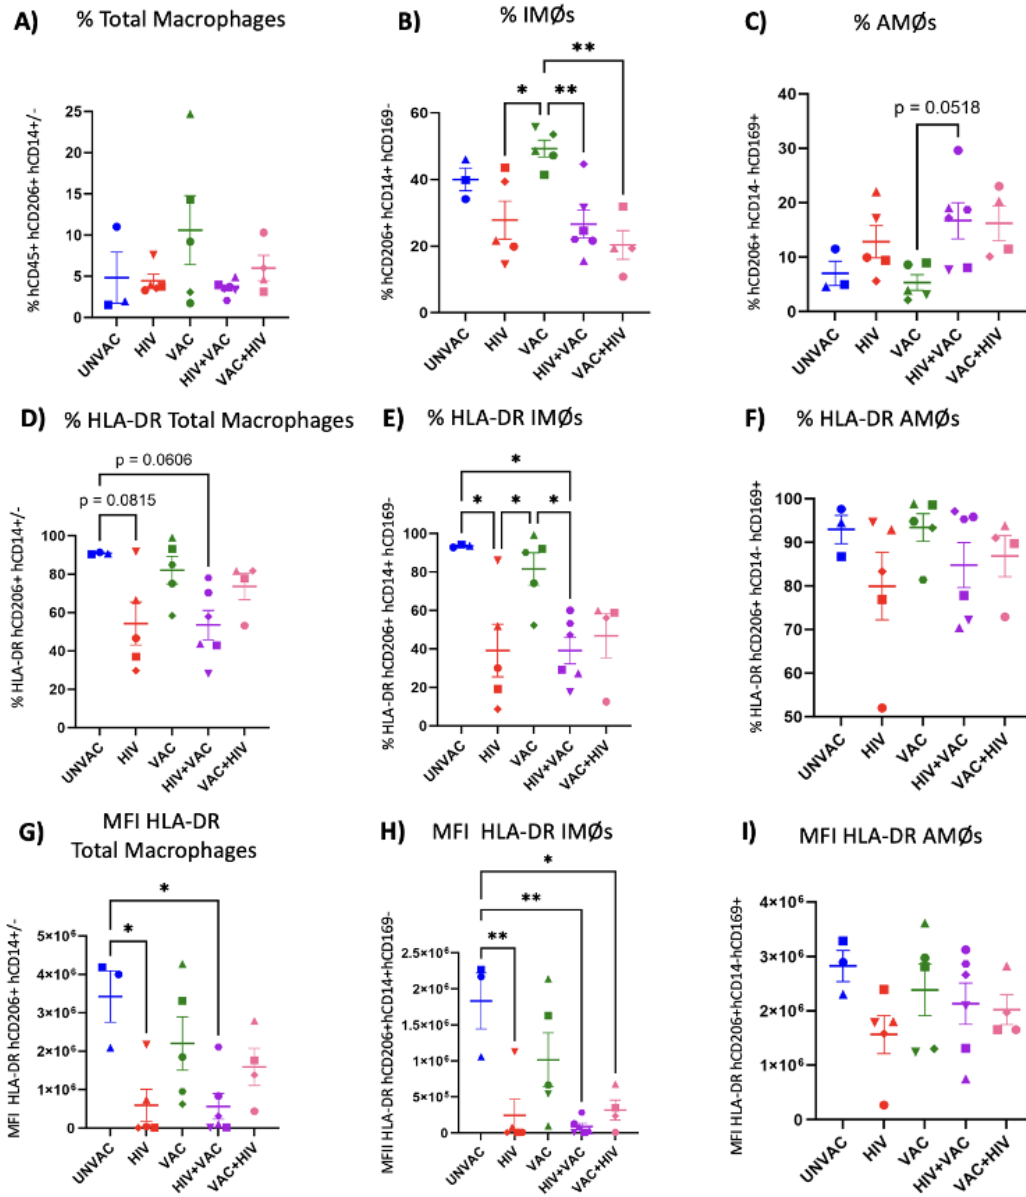 A) % Total Macrophages
% hCD45+ hCD206+ hCD14+/-
25
20
15
10
5
0
UNVAC
HIV
VAC
HIV+VAC
VAC+HIV
B) % IMØs
% hCD206+ hCD14+ hCD169-
**
*
**
60
40
20
0
UNVAC
HIV
VAC
HIV+VAC
VAC+HIV
C) % AMØs
% hCD206+ hCD14- hCD169+
p = 0.0518
40
30
20
10
0
UNVAC
HIV
VAC
HIV+VAC
VAC+HIV
D) % HLA-DR Total Macrophages
% HLA-DR hCD206+ hCD14+/-
p = 0.0606
p = 0.0815
100
80
60
40
20
0
UNVAC
HIV
VAC
HIV+VAC
VAC+HIV
E) % HLA-DR IMØs
% HLA-DR hCD206+ hCD14+ hCD169-
*
*
*
*
100
80
60
40
20
0
UNVAC
HIV
VAC
HIV+VAC
VAC+HIV
F) % HLA-DR AMØs
% HLA-DR hCD206+ hCD14- hCD169+
100
90
80
70
60
50
UNVAC
HIV
VAC
HIV+VAC
VAC+HIV
G) MFI HLA-DR
Total Macrophages
MFI HLA-DR hCD206+ hCD14+/-
*
*
5×10⁶
4×10⁶
3×10⁶
2×10⁶
1×10⁶
0
UNVAC
HIV
VAC
HIV+VAC
VAC+HIV
H) MFI HLA-DR IMØs
MFII HLA-DR hCD206+hCD14+hCD169-
*
**
**
2.5×10⁶
2×10⁶
1.5×10⁶
1×10⁶
5×10⁵
0
UNVAC
HIV
VAC
HIV+VAC
VAC+HIV
I) MFI HLA-DR AMØs
MFI HLA-DR hCD206+hCD14-hCD169+
4×10⁶
3×10⁶
2×10⁶
1×10⁶
0
UNVAC
HIV
VAC
HIV+VAC
VAC+HIV